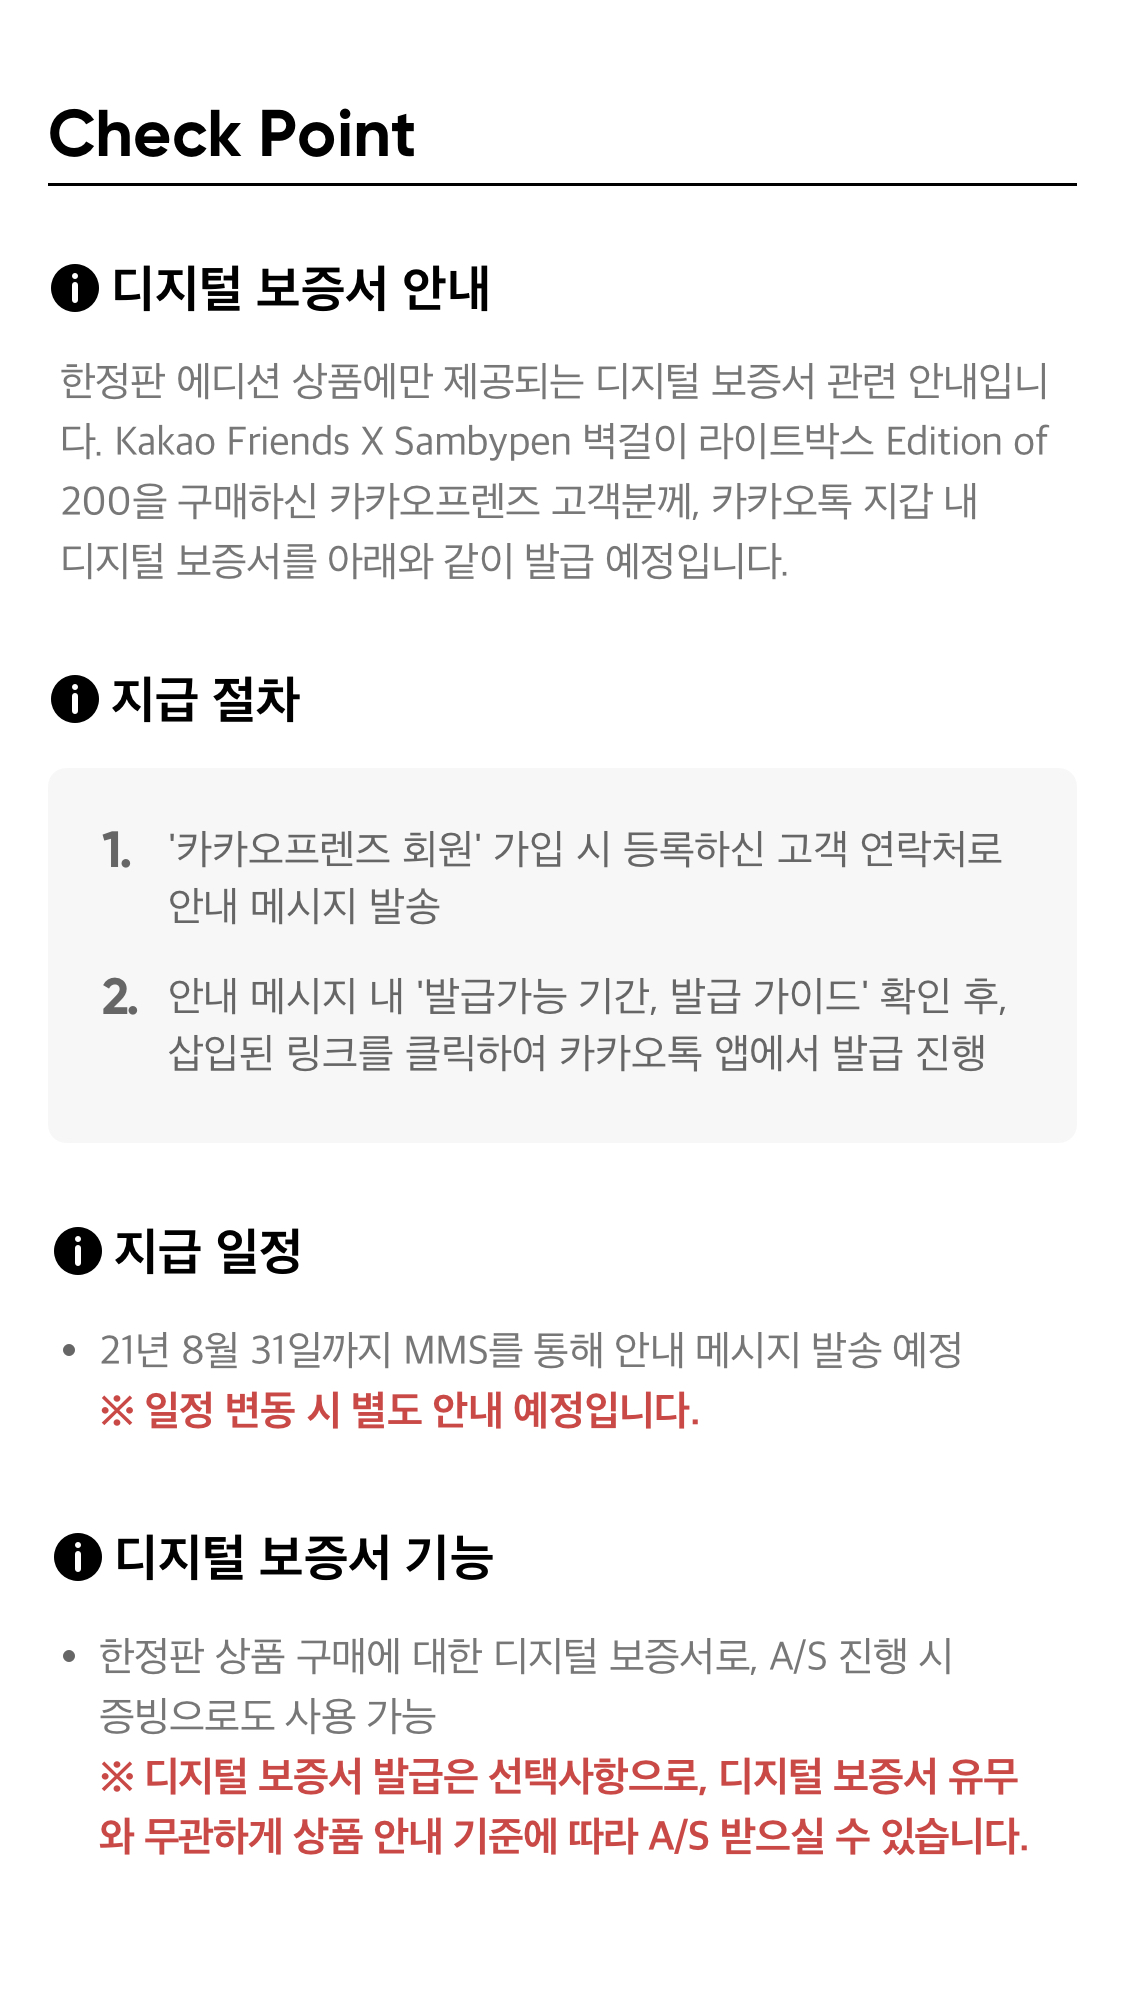 Check Point
디지털 보증서 안내
한정판 에디션 상품에만 제공되는 디지털 보증서 관련 안내입니
다. Kakao Friends X Sambypen 벽걸이 라이트박스 Edition of
200을 구매하신 카카오프렌즈 고객분께, 카카오톡 지갑 내
디지털 보증서를 아래와 같이 발급 예정입니다.
지급 절차
1. '카카오프렌즈 회원' 가입 시 등록하신 고객 연락처로
안내 메시지 발송
2. 안내 메시지 내 '발급가능 기간, 발급 가이드' 확인 후,
삽입된 링크를 클릭하여 카카오톡 앱에서 발급 진행
지급 일정
• 21년 8월 31일까지 MMS를 통해 안내 메시지 발송 예정
※ 일정 변동 시 별도 안내 예정입니다.
디지털 보증서 기능
• 한정판 상품 구매에 대한 디지털 보증서로, A/S 진행 시
증빙으로도 사용 가능
※ 디지털 보증서 발급은 선택사항으로, 디지털 보증서 유무
와 무관하게 상품 안내 기준에 따라 A/S 받으실 수 있습니다.